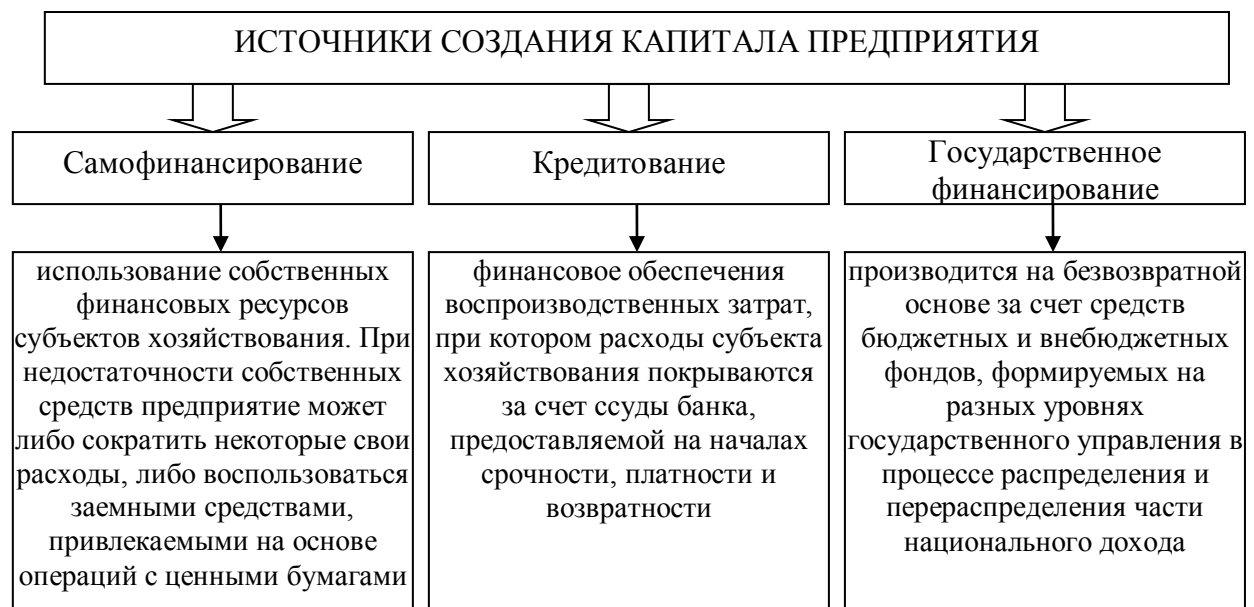 ИСТОЧНИКИ СОЗДАНИЯ КАПИТАЛА ПРЕДПРИЯТИЯ
Самофинансирование
Кредитование
Государственное
финансирование
использование собственных
финансовых ресурсов
субъектов хозяйствования. При
недостаточности собственных
средств предприятие может
либо сократить некоторые свои
расходы, либо воспользоваться
заемными средствами,
привлекаемыми на основе
операций с ценными бумагами
финансовое обеспечения
воспроизводственных затрат,
при котором расходы субъекта
хозяйствования покрываются
за счет ссуды банка,
предоставляемой на началах
срочности, платности и
возвратности
производится на безвозвратной
основе за счет средств
бюджетных и внебюджетных
фондов, формируемых на
разных уровнях
государственного управления в
процессе распределения и
перераспределения части
национального дохода